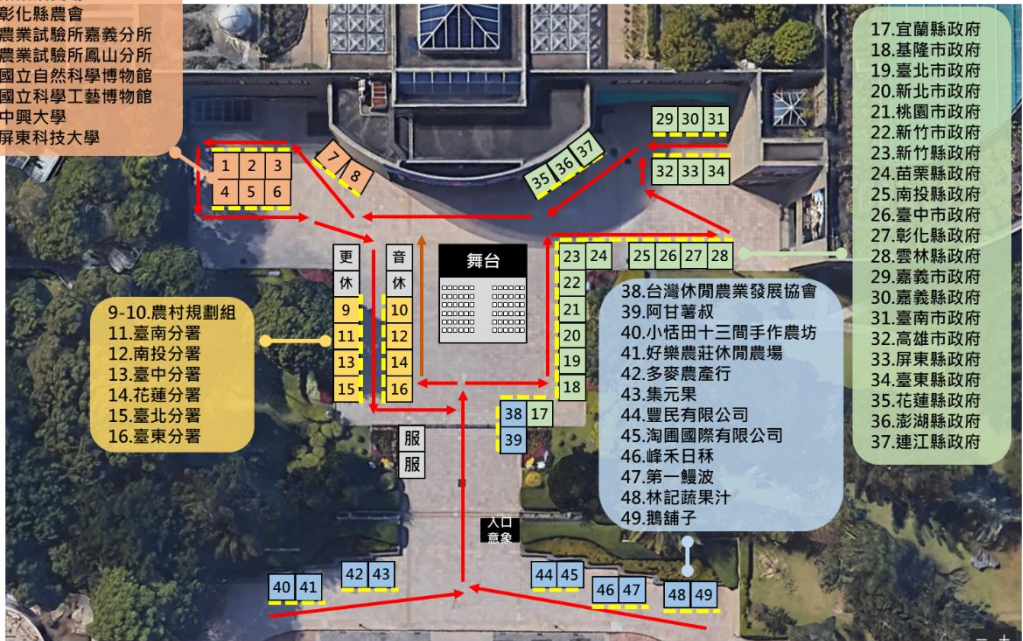 彰化縣農會
農業試驗所嘉義分所
農業試驗所鳳山分所
國立自然科學博物館
國立科學工藝博物館
中興大學
屏東科技大學
17.宜蘭縣政府
18.基隆市政府
19.臺北市政府
20.新北市政府
21.桃園市政府
22.新竹市政府
23.新竹縣政府
24.苗栗縣政府
25.南投縣政府
26.臺中市政府
27.彰化縣政府
28.雲林縣政府
29.嘉義市政府
30.嘉義縣政府
31.臺南市政府
32.高雄市政府
33.屏東縣政府
34.臺東縣政府
35.花蓮縣政府
36.澎湖縣政府
37.連江縣政府
29 30 31
32 33 34
35 36 37
1 2 3
4 5 6
7 8
更 音
休 休
9 10
11 12
13 14
15 16
舞台
23 24 25 26 27 28
22
21
20
19
18
38 17
39
服
服
9-10.農村規劃組
11.臺南分署
12.南投分署
13.臺中分署
14.花蓮分署
15.臺北分署
16.臺東分署
38.台灣休閒農業發展協會
39.阿甘薯叔
40.小恬田十三間手作農坊
41.好樂農莊休閒農場
42.多麥農產行
43.集元果
44.豐民有限公司
45.淘圃國際有限公司
46.峰禾日秝
47.第一鰻波
48.林記蔬果汁
49.鵝舖子
入口
意象
40 41
42 43
44 45
46 47
48 49